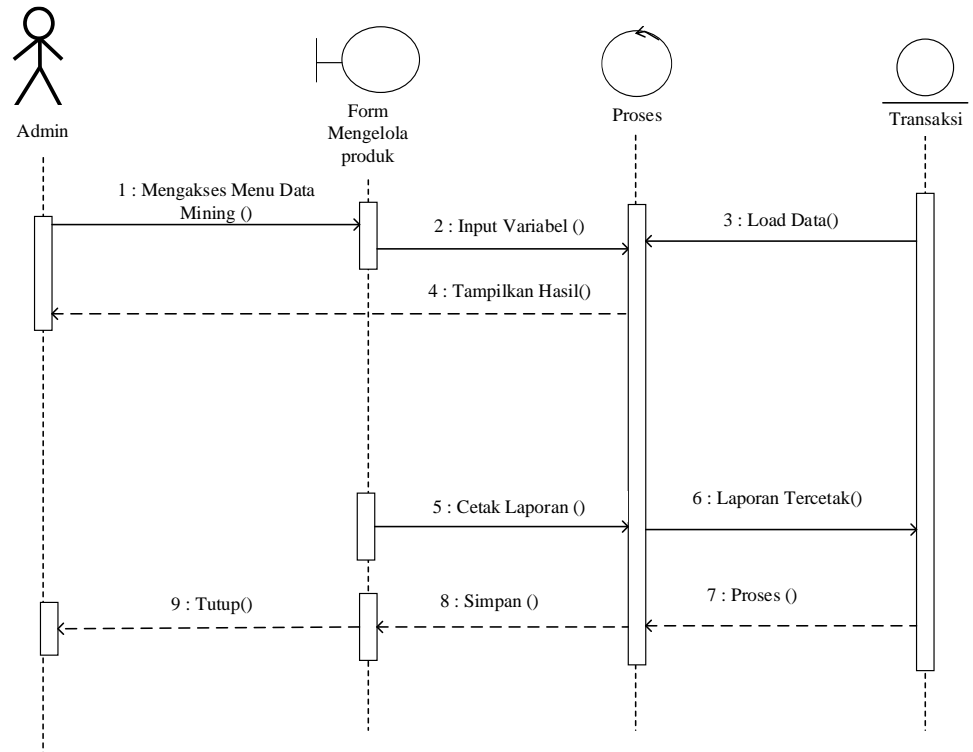 Admin
Form
Mengelola
produk
Proses
Transaksi
1 : Mengakses Menu Data
Mining ()
2 : Input Variabel ()
3 : Load Data()
4 : Tampilkan Hasil()
5 : Cetak Laporan ()
6 : Laporan Tercetak()
7 : Proses ()
8 : Simpan ()
9 : Tutup()